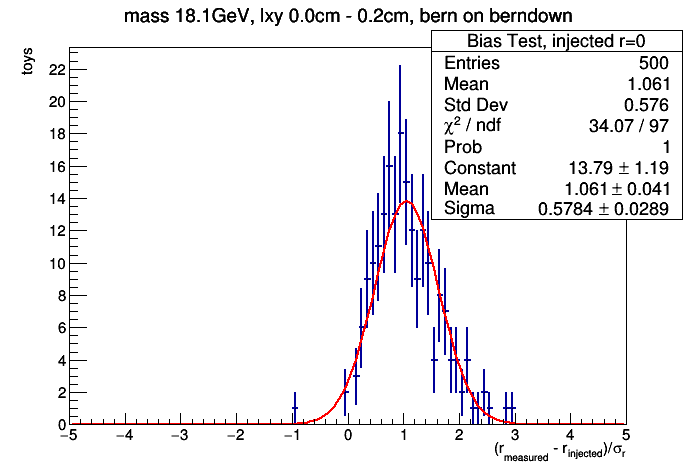 mass 18.1GeV, lxy 0.0cm - 0.2cm, bern on berndown
toys
Bias Test, injected r=0
Entries 500
Mean 1.061
Std Dev 0.576
χ² / ndf 34.07 / 97
Prob 1
Constant 13.79 ± 1.19
Mean 1.061 ± 0.041
Sigma 0.5784 ± 0.0289
22
20
18
16
14
12
10
8
6
4
2
0
−5 −4 −3 −2 −1 0 1 2 3 4 5
(r_measured - r_injected)/σ_r